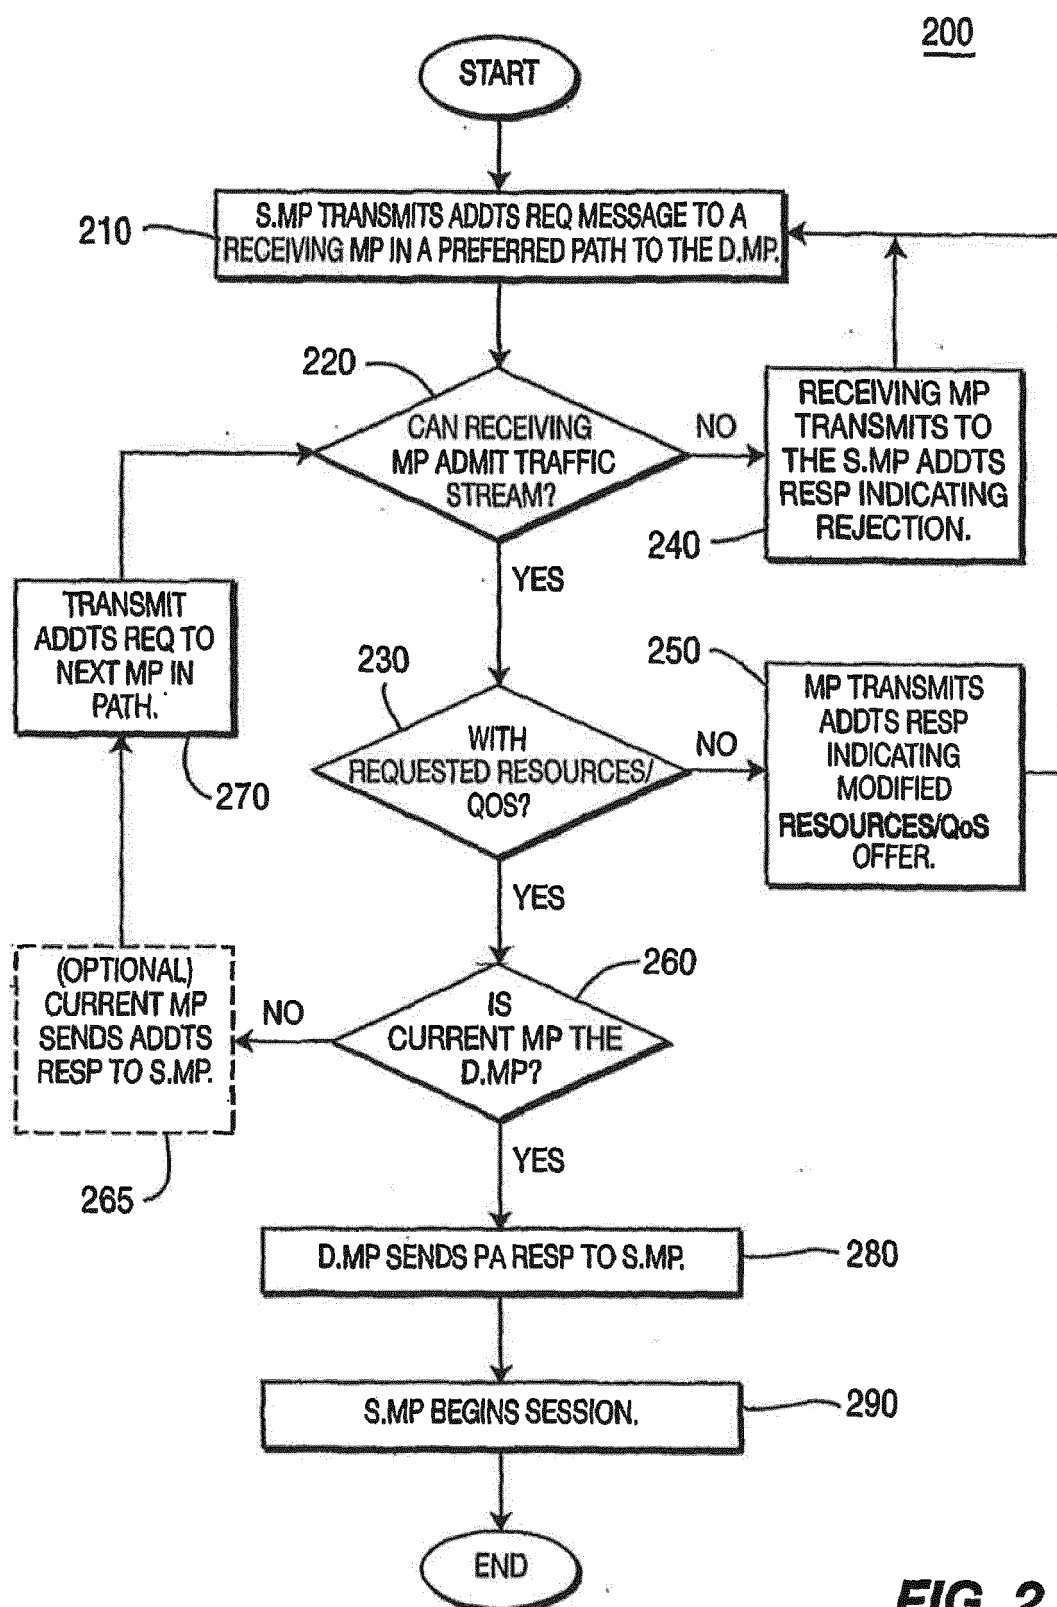 200
START
210
S.MP TRANSMITS ADDTS REQ MESSAGE TO A
RECEIVING MP IN A PREFERRED PATH TO THE D.MP.
220
CAN RECEIVING
MP ADMIT TRAFFIC
STREAM?
NO
RECEIVING MP
TRANSMITS TO
THE S.MP ADDTS
RESP INDICATING
REJECTION.
240
YES
TRANSMIT
ADDTS REQ TO
NEXT MP IN
PATH.
270
230
WITH
REQUESTED RESOURCES/
QOS?
NO
250
MP TRANSMITS
ADDTS RESP
INDICATING
MODIFIED
RESOURCES/QoS
OFFER.
YES
260
IS
CURRENT MP THE
D.MP?
NO
(OPTIONAL)
CURRENT MP
SENDS ADDTS
RESP TO S.MP.
265
YES
D.MP SENDS PA RESP TO S.MP.
280
S.MP BEGINS SESSION.
290
END
FIG. 2